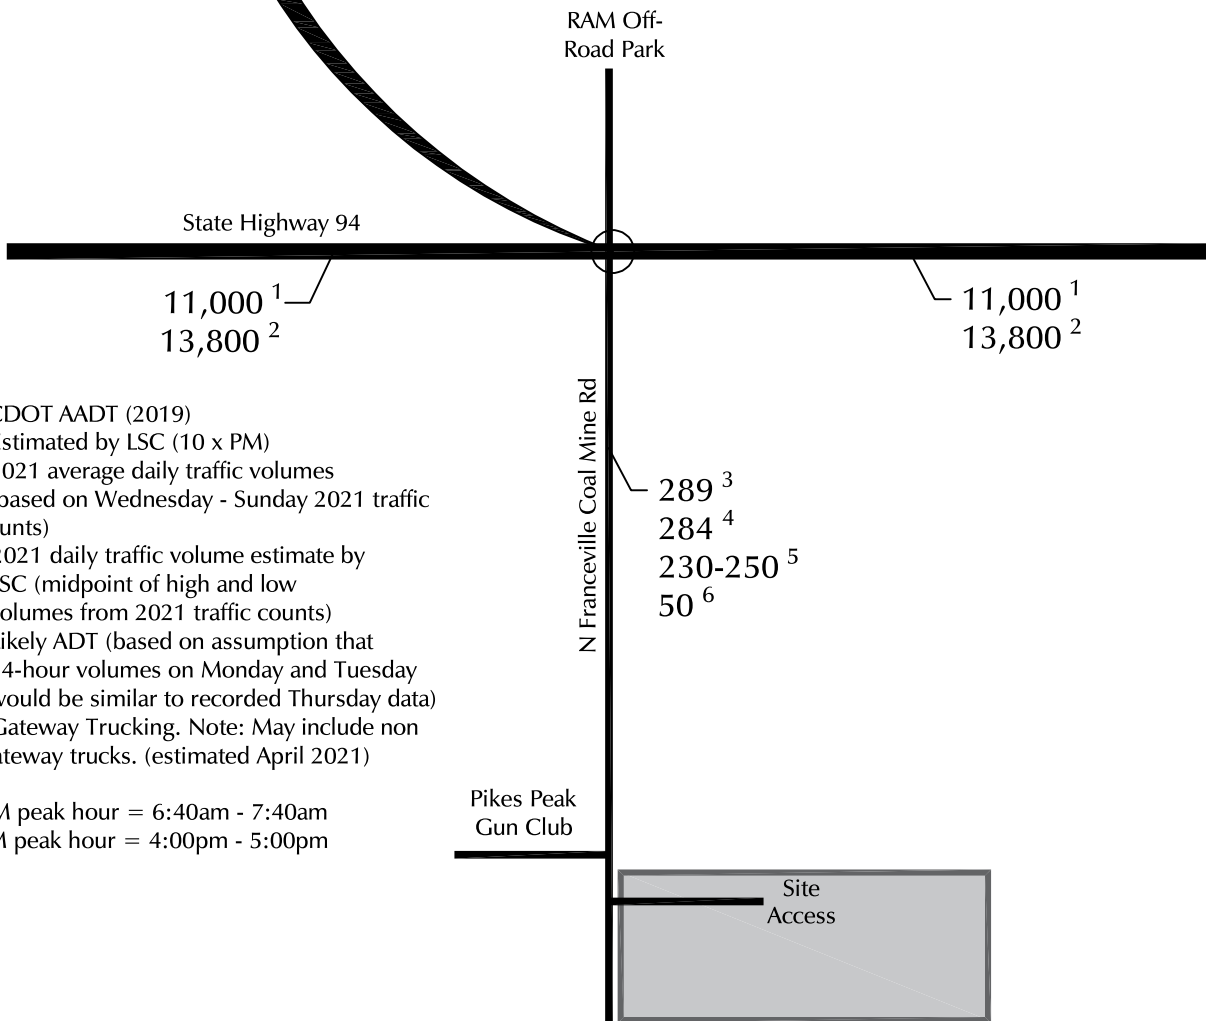 RAM Off-
Road Park
State Highway 94
11,000 1
13,800 2
11,000 1
13,800 2
CDOT AADT (2019)
stimated by LSC (10 x PM)
021 average daily traffic volumes
based on Wednesday - Sunday 2021 traffic
unts)
2021 daily traffic volume estimate by
SC (midpoint of high and low
olumes from 2021 traffic counts)
ikely ADT (based on assumption that
4-hour volumes on Monday and Tuesday
would be similar to recorded Thursday data)
Gateway Trucking. Note: May include non
ateway trucks. (estimated April 2021)
M peak hour = 6:40am - 7:40am
M peak hour = 4:00pm - 5:00pm
N Franceville Coal Mine Rd
289 3
284 4
230-250 5
50 6
Pikes Peak
Gun Club
Site
Access